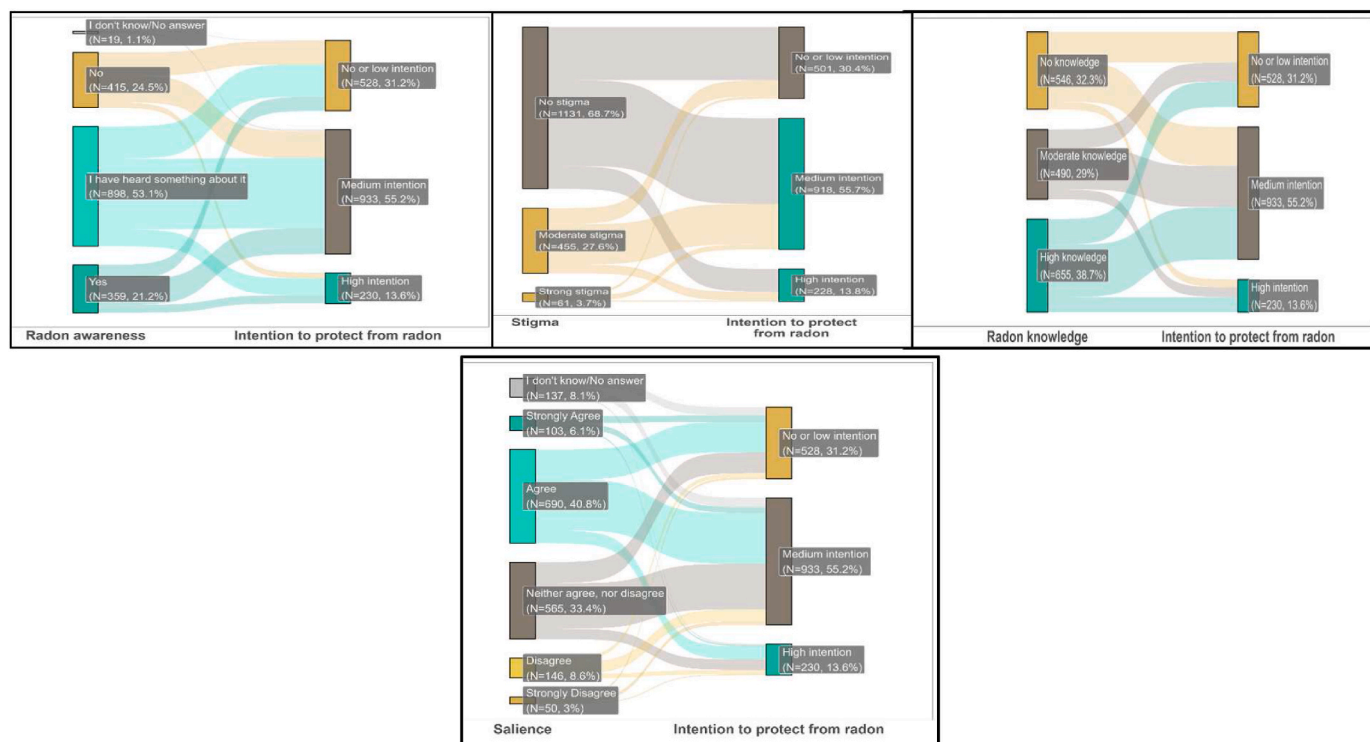 I don't know/No answer
(N=19, 1.1%)
No
(N=415, 24.5%)
I have heard something about it
(N=898, 53.1%)
Yes
(N=359, 21.2%)
No or low intention
(N=528, 31.2%)
Medium intention
(N=933, 55.2%)
High intention
(N=230, 13.6%)
Radon awareness
Intention to protect from radon
No stigma
(N=1131, 68.7%)
Moderate stigma
(N=455, 27.6%)
Strong stigma
(N=61, 3.7%)
No or low intention
(N=501, 30.4%)
Medium intention
(N=918, 55.7%)
High intention
(N=228, 13.8%)
Stigma
Intention to protect
from radon
No knowledge
(N=546, 32.3%)
Moderate knowledge
(N=490, 29%)
High knowledge
(N=655, 38.7%)
No or low intention
(N=528, 31.2%)
Medium intention
(N=933, 55.2%)
High intention
(N=230, 13.6%)
Radon knowledge
Intention to protect from radon
I don't know/No answer
(N=137, 8.1%)
Strongly Agree
(N=103, 6.1%)
Agree
(N=690, 40.8%)
Neither agree, nor disagree
(N=565, 33.4%)
Disagree
(N=146, 8.6%)
Strongly Disagree
(N=50, 3%)
No or low intention
(N=528, 31.2%)
Medium intention
(N=933, 55.2%)
High intention
(N=230, 13.6%)
Salience
Intention to protect from radon